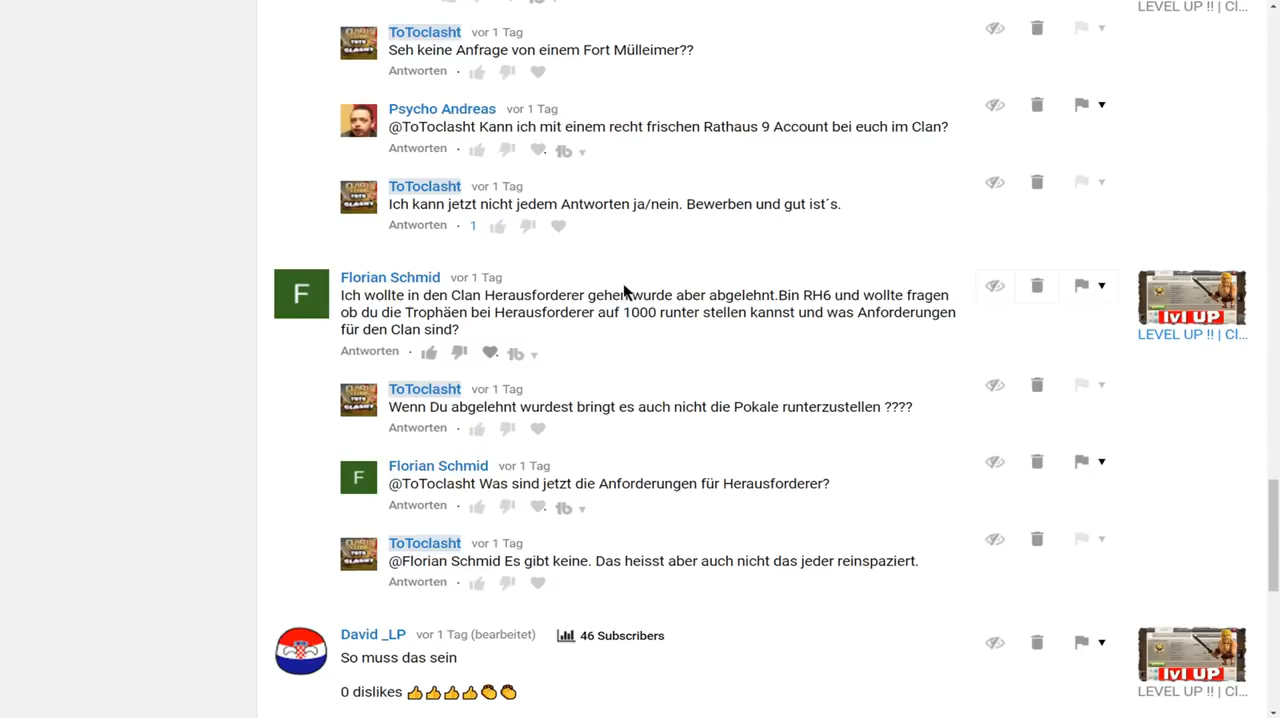 LEVEL UP !! | Cl...
ToToclasht vor 1 Tag
Seh keine Anfrage von einem Fort Mülleimer??
Antworten ·
Psycho Andreas vor 1 Tag
@ToToclasht Kann ich mit einem recht frischen Rathaus 9 Account bei euch im Clan?
Antworten ·
ToToclasht vor 1 Tag
Ich kann jetzt nicht jedem Antworten ja/nein. Bewerben und gut ist´s.
Antworten · 1
F
Florian Schmid vor 1 Tag
Ich wollte in den Clan Herausforderer gehen wurde aber abgelehnt.Bin RH6 und wollte fragen
ob du die Trophäen bei Herausforderer auf 1000 runter stellen kannst und was Anforderungen
für den Clan sind?
Antworten ·
lvl UP
LEVEL UP !! | Cl...
ToToclasht vor 1 Tag
Wenn Du abgelehnt wurdest bringt es auch nicht die Pokale runterzustellen ????
Antworten ·
F
Florian Schmid vor 1 Tag
@ToToclasht Was sind jetzt die Anforderungen für Herausforderer?
Antworten ·
ToToclasht vor 1 Tag
@Florian Schmid Es gibt keine. Das heisst aber auch nicht das jeder reinspaziert.
Antworten ·
David _LP vor 1 Tag (bearbeitet) 46 Subscribers
So muss das sein
0 dislikes 👍👍👍👍👏👏
lvl UP
LEVEL UP !! | Cl...